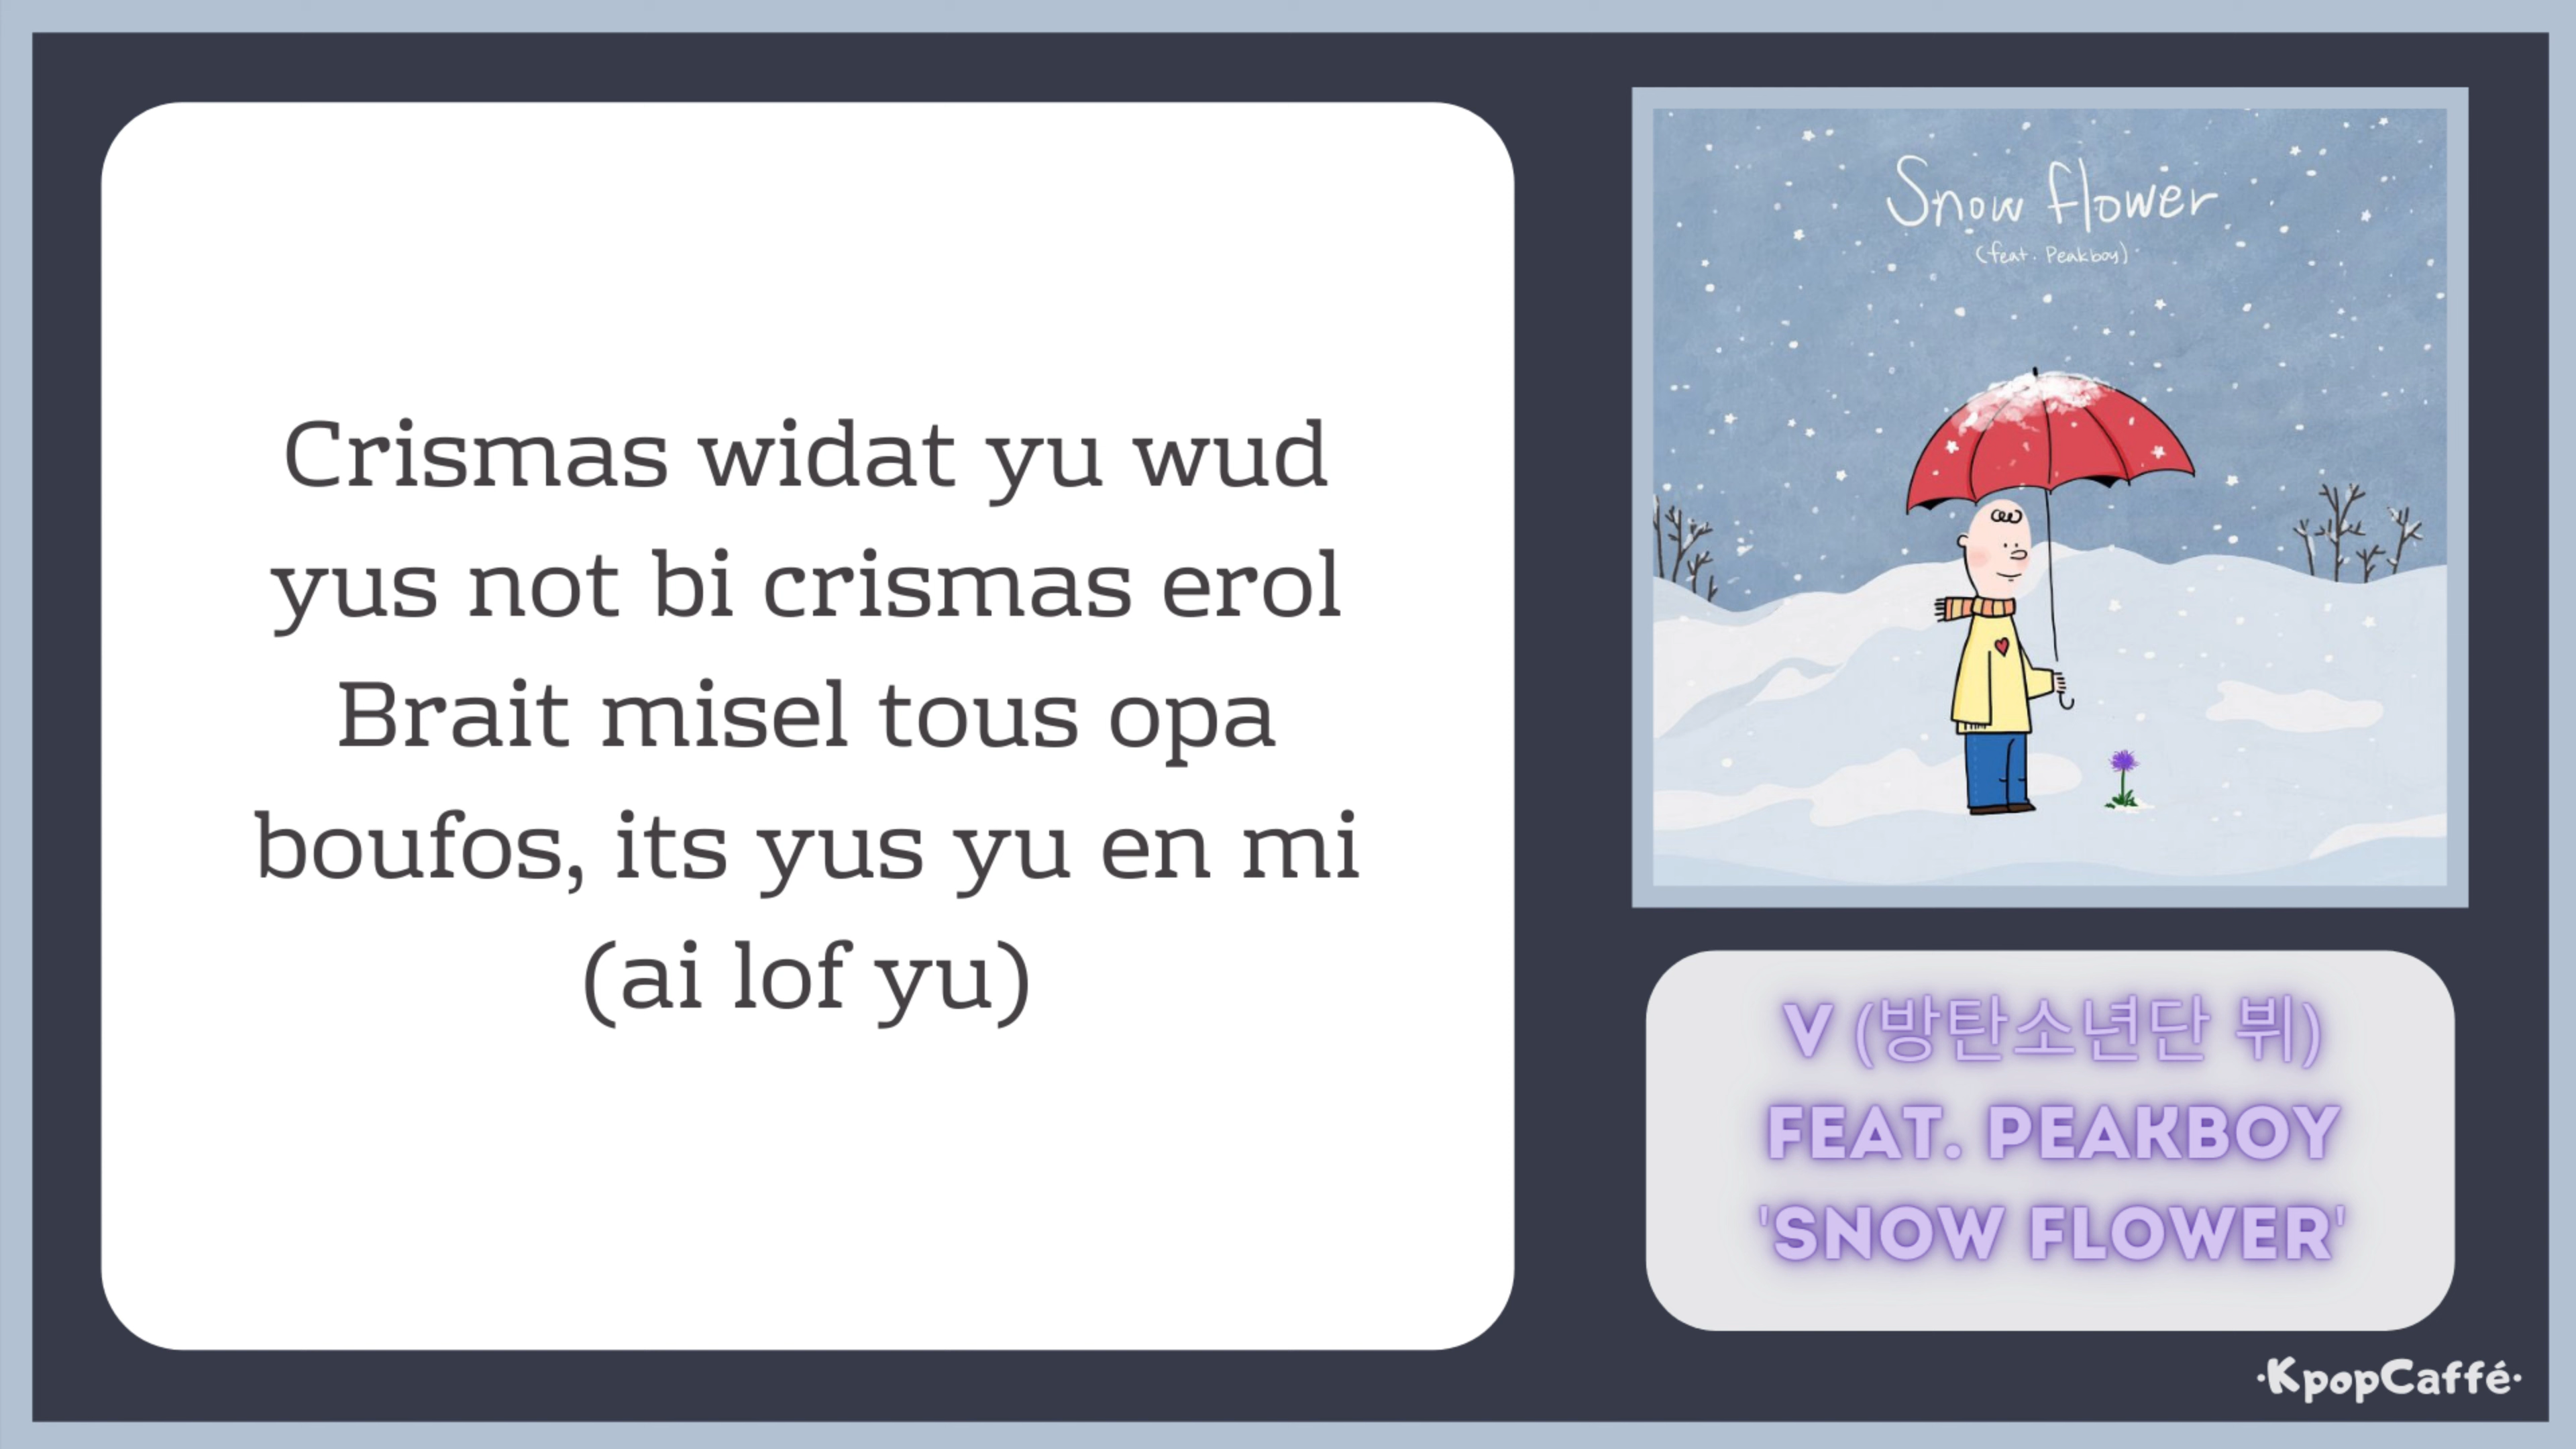 Crismas widat yu wud
yus not bi crismas erol
Brait misel tous opa
boufos, its yus yu en mi
(ai lof yu)
Snow flower
(feat. Peakboy)
V (방탄소년단 뷔)
FEAT. PEAKBOY
'SNOW FLOWER'
·KpopCaffé·